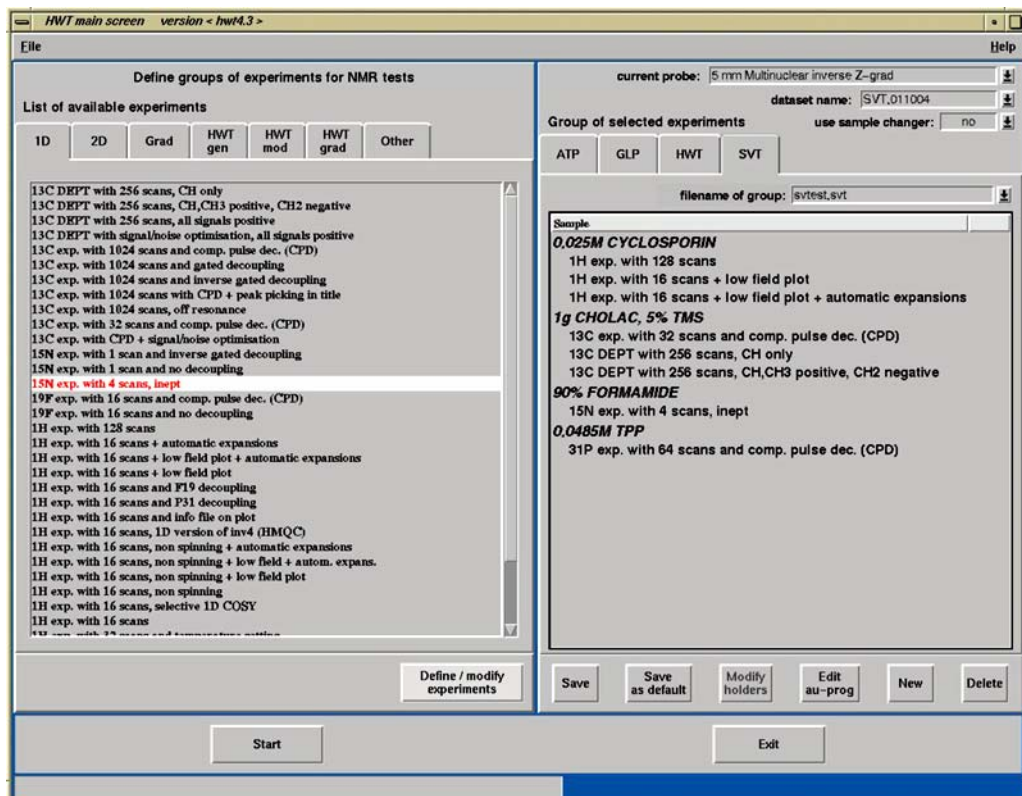 HWT main screen version < hwt4.3 >
File
Help
Define groups of experiments for NMR tests
List of available experiments
1D
2D
Grad
HWT
gen
HWT
mod
HWT
grad
Other
13C DEPT with 256 scans, CH only
13C DEPT with 256 scans, CH,CH3 positive, CH2 negative
13C DEPT with 256 scans, all signals positive
13C DEPT with signal/noise optimisation, all signals positive
13C exp. with 1024 scans and comp. pulse dec. (CPD)
13C exp. with 1024 scans and gated decoupling
13C exp. with 1024 scans and inverse gated decoupling
13C exp. with 1024 scans with CPD + peak picking in title
13C exp. with 1024 scans, off resonance
13C exp. with 32 scans and comp. pulse dec. (CPD)
13C exp. with CPD + signal/noise optimisation
15N exp. with 1 scan and inverse gated decoupling
15N exp. with 1 scan and no decoupling
15N exp. with 4 scans, inept
19F exp. with 16 scans and comp. pulse dec. (CPD)
19F exp. with 16 scans and no decoupling
1H exp. with 128 scans
1H exp. with 16 scans + automatic expansions
1H exp. with 16 scans + low field plot + automatic expansions
1H exp. with 16 scans + low field plot
1H exp. with 16 scans and F19 decoupling
1H exp. with 16 scans and P31 decoupling
1H exp. with 16 scans and info file on plot
1H exp. with 16 scans, 1D version of inv4 (HMQC)
1H exp. with 16 scans, non spinning + automatic expansions
1H exp. with 16 scans, non spinning + low field + autom. expans.
1H exp. with 16 scans, non spinning + low field plot
1H exp. with 16 scans, non spinning
1H exp. with 16 scans, selective 1D COSY
1H exp. with 16 scans
1H exp. with 32 scans and temperature setting
Define / modify
experiments
current probe: 5 mm Multinuclear inverse Z-grad
dataset name: SVT.011004
Group of selected experiments
use sample changer: no
ATP
GLP
HWT
SVT
filename of group: svtest.svt
Sample
0,025M CYCLOSPORIN
1H exp. with 128 scans
1H exp. with 16 scans + low field plot
1H exp. with 16 scans + low field plot + automatic expansions
1g CHOLAC, 5% TMS
13C exp. with 32 scans and comp. pulse dec. (CPD)
13C DEPT with 256 scans, CH only
13C DEPT with 256 scans, CH,CH3 positive, CH2 negative
90% FORMAMIDE
15N exp. with 4 scans, inept
0,0485M TPP
31P exp. with 64 scans and comp. pulse dec. (CPD)
Save
Save
as default
Modify
holders
Edit
au-prog
New
Delete
Start
Exit